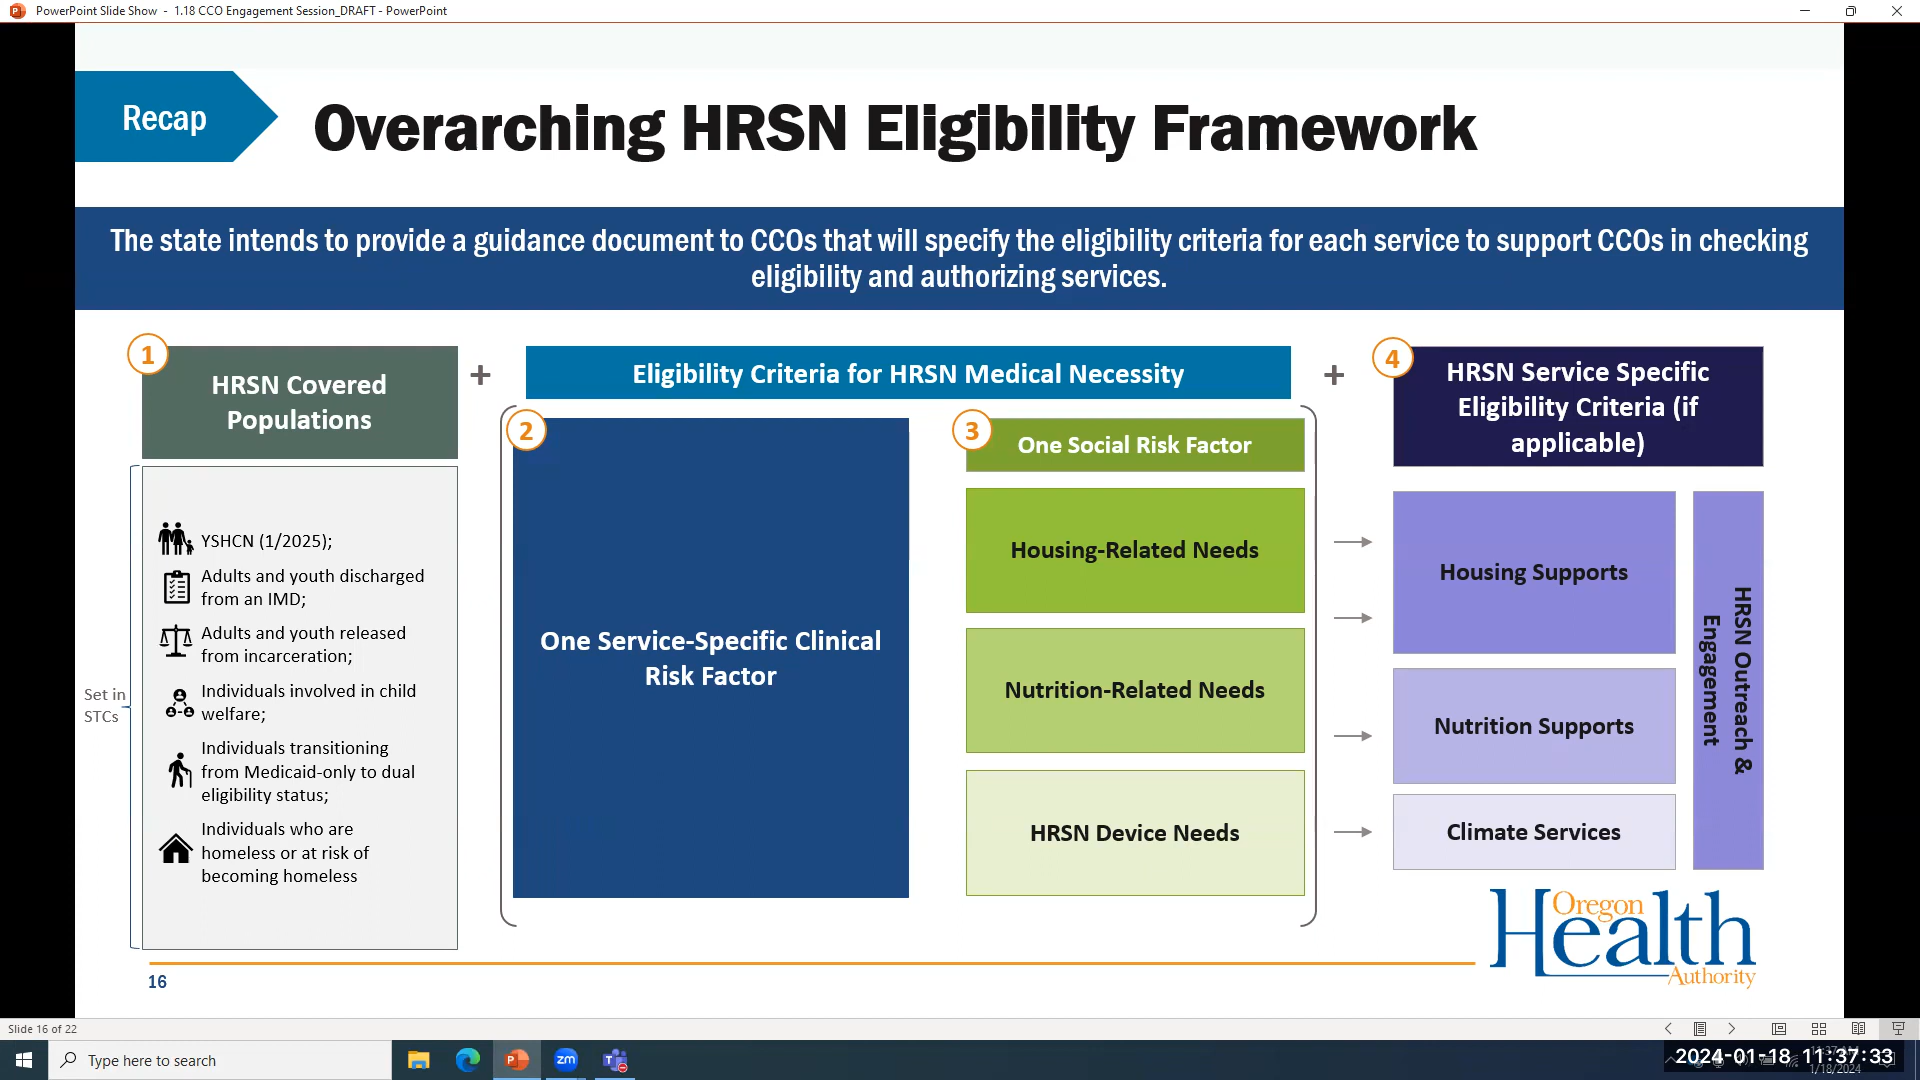 PowerPoint Slide Show - 1.18 CCO Engagement Session_DRAFT - PowerPoint
Recap
Overarching HRSN Eligibility Framework
The state intends to provide a guidance document to CCOs that will specify the eligibility criteria for each service to support CCOs in checking
eligibility and authorizing services.
1
HRSN Covered
Populations
Set in
STCs
YSHCN (1/2025);
Adults and youth discharged
from an IMD;
Adults and youth released
from incarceration;
Individuals involved in child
welfare;
Individuals transitioning
from Medicaid-only to dual
eligibility status;
Individuals who are
homeless or at risk of
becoming homeless
+
Eligibility Criteria for HRSN Medical Necessity
2
One Service-Specific Clinical
Risk Factor
3
One Social Risk Factor
Housing-Related Needs
Nutrition-Related Needs
HRSN Device Needs
+
4
HRSN Service Specific
Eligibility Criteria (if
applicable)
Housing Supports
Nutrition Supports
Climate Services
HRSN Outreach &
Engagement
Oregon
Health
Authority
16
Slide 16 of 22
Type here to search
zm
2024-01-18 11:37:33
1/18/2024